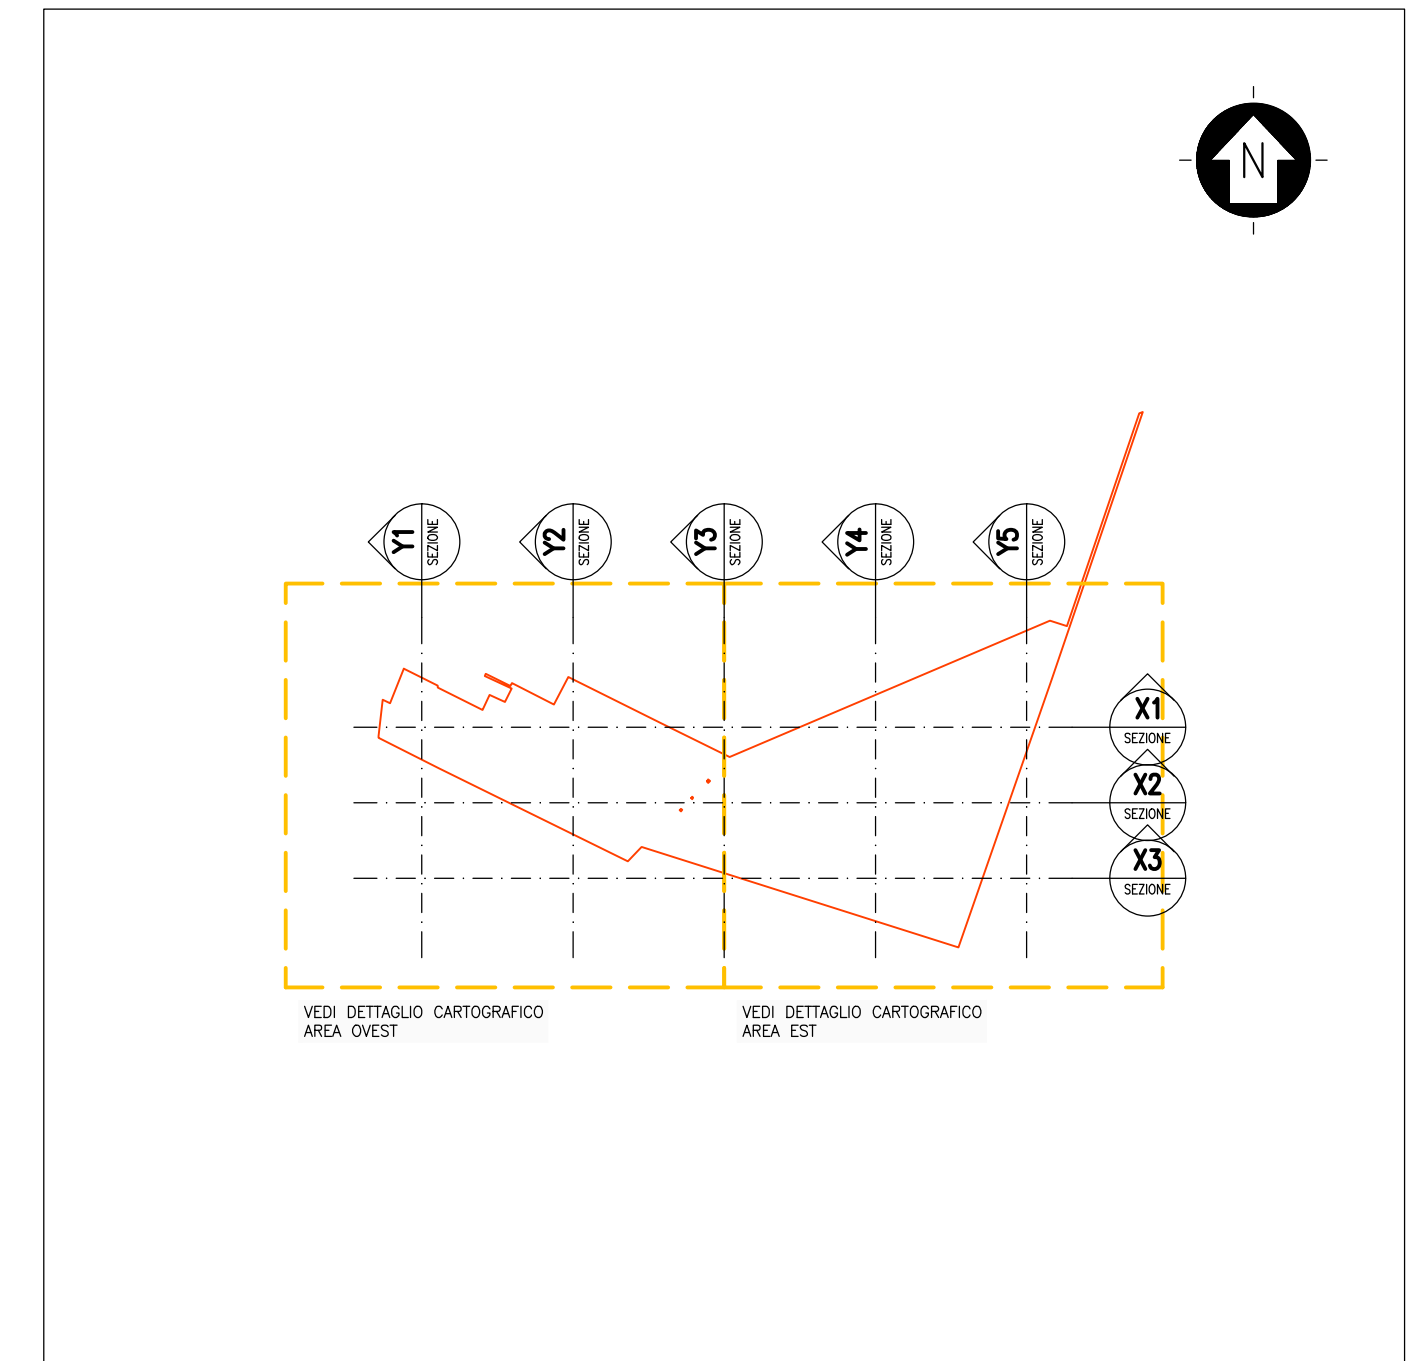 N
Y1
SEZIONE
Y2
SEZIONE
Y3
SEZIONE
Y4
SEZIONE
Y5
SEZIONE
X1
SEZIONE
X2
SEZIONE
X3
SEZIONE
VEDI DETTAGLIO CARTOGRAFICO
AREA OVEST
VEDI DETTAGLIO CARTOGRAFICO
AREA EST